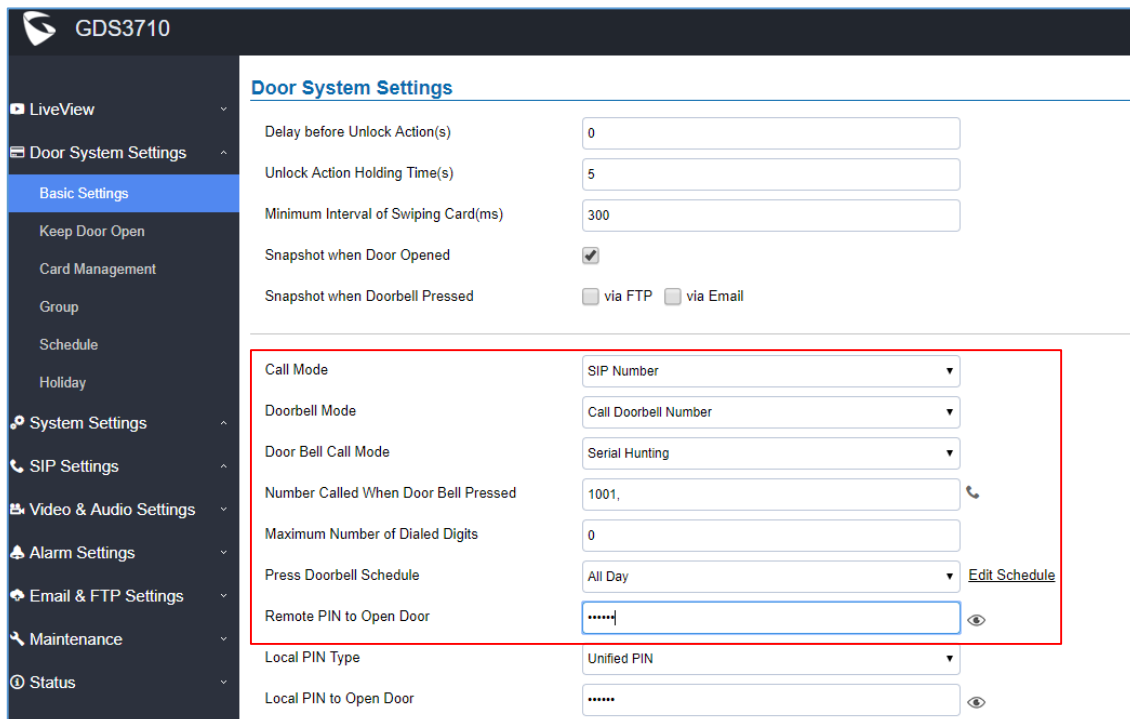 GDS3710
LiveView
Door System Settings
Basic Settings
Keep Door Open
Card Management
Group
Schedule
Holiday
System Settings
SIP Settings
Video & Audio Settings
Alarm Settings
Email & FTP Settings
Maintenance
Status
Door System Settings
Delay before Unlock Action(s) 0
Unlock Action Holding Time(s) 5
Minimum Interval of Swiping Card(ms) 300
Snapshot when Door Opened
Snapshot when Doorbell Pressed via FTP via Email
Call Mode SIP Number
Doorbell Mode Call Doorbell Number
Door Bell Call Mode Serial Hunting
Number Called When Door Bell Pressed 1001,
Maximum Number of Dialed Digits 0
Press Doorbell Schedule All Day Edit Schedule
Remote PIN to Open Door ••••••
Local PIN Type Unified PIN
Local PIN to Open Door ••••••